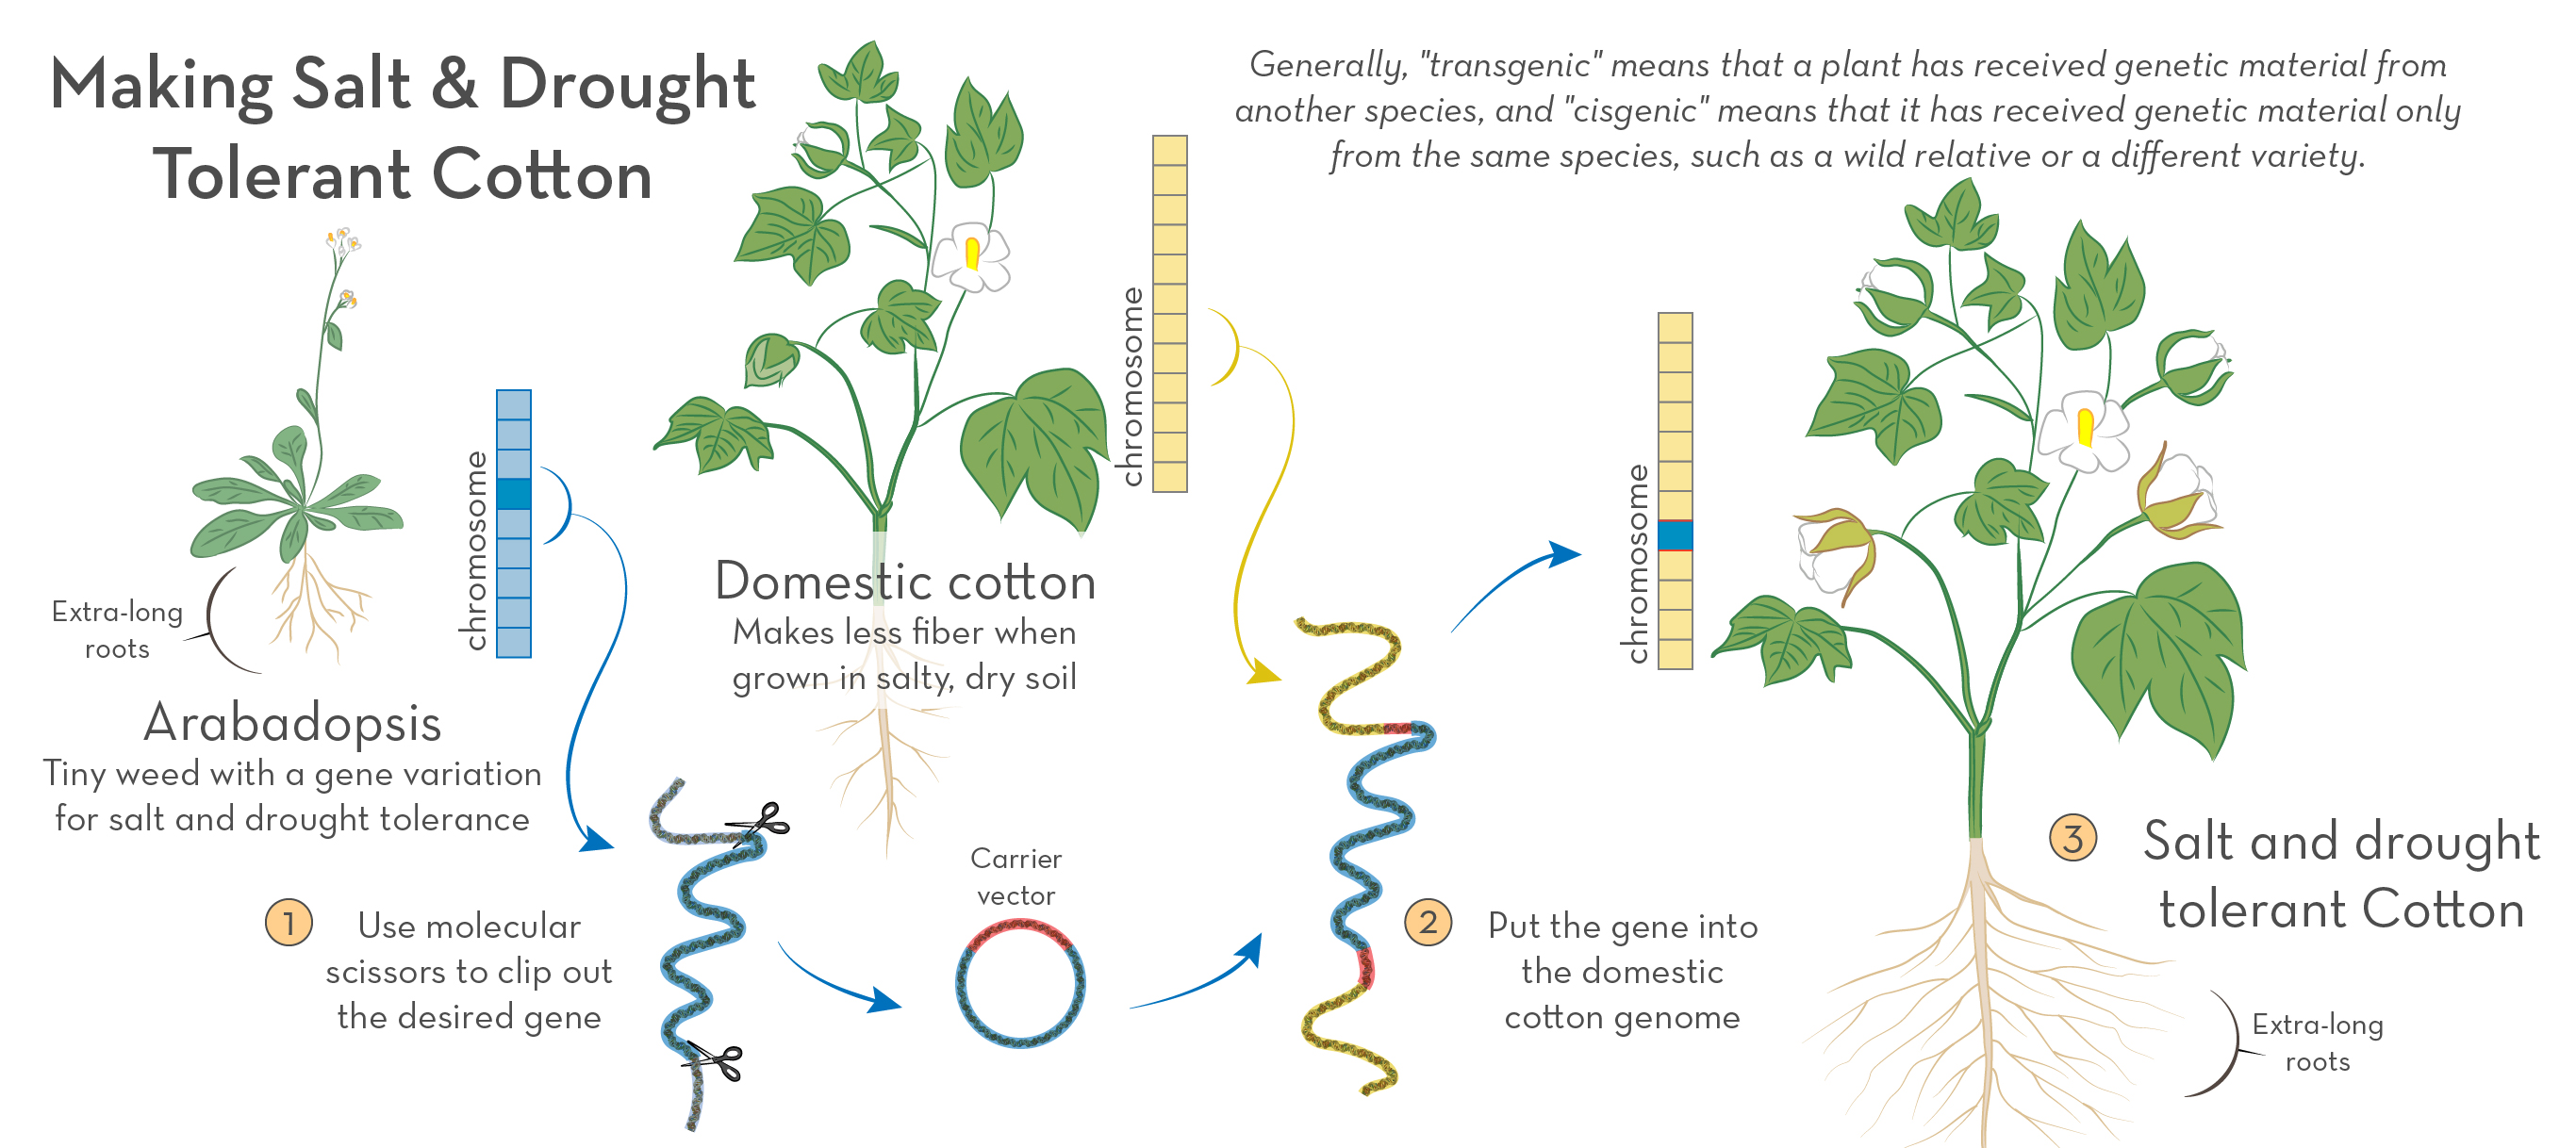 Making Salt & Drought
Tolerant Cotton
Generally, "transgenic" means that a plant has received genetic material from
another species, and "cisgenic" means that it has received genetic material only
from the same species, such as a wild relative or a different variety.
Extra-long
roots
chromosome
Arabadopsis
Tiny weed with a gene variation
for salt and drought tolerance
chromosome
Domestic cotton
Makes less fiber when
grown in salty, dry soil
1
Use molecular
scissors to clip out
the desired gene
Carrier
vector
2
Put the gene into
the domestic
cotton genome
chromosome
3
Salt and drought
tolerant Cotton
Extra-long
roots